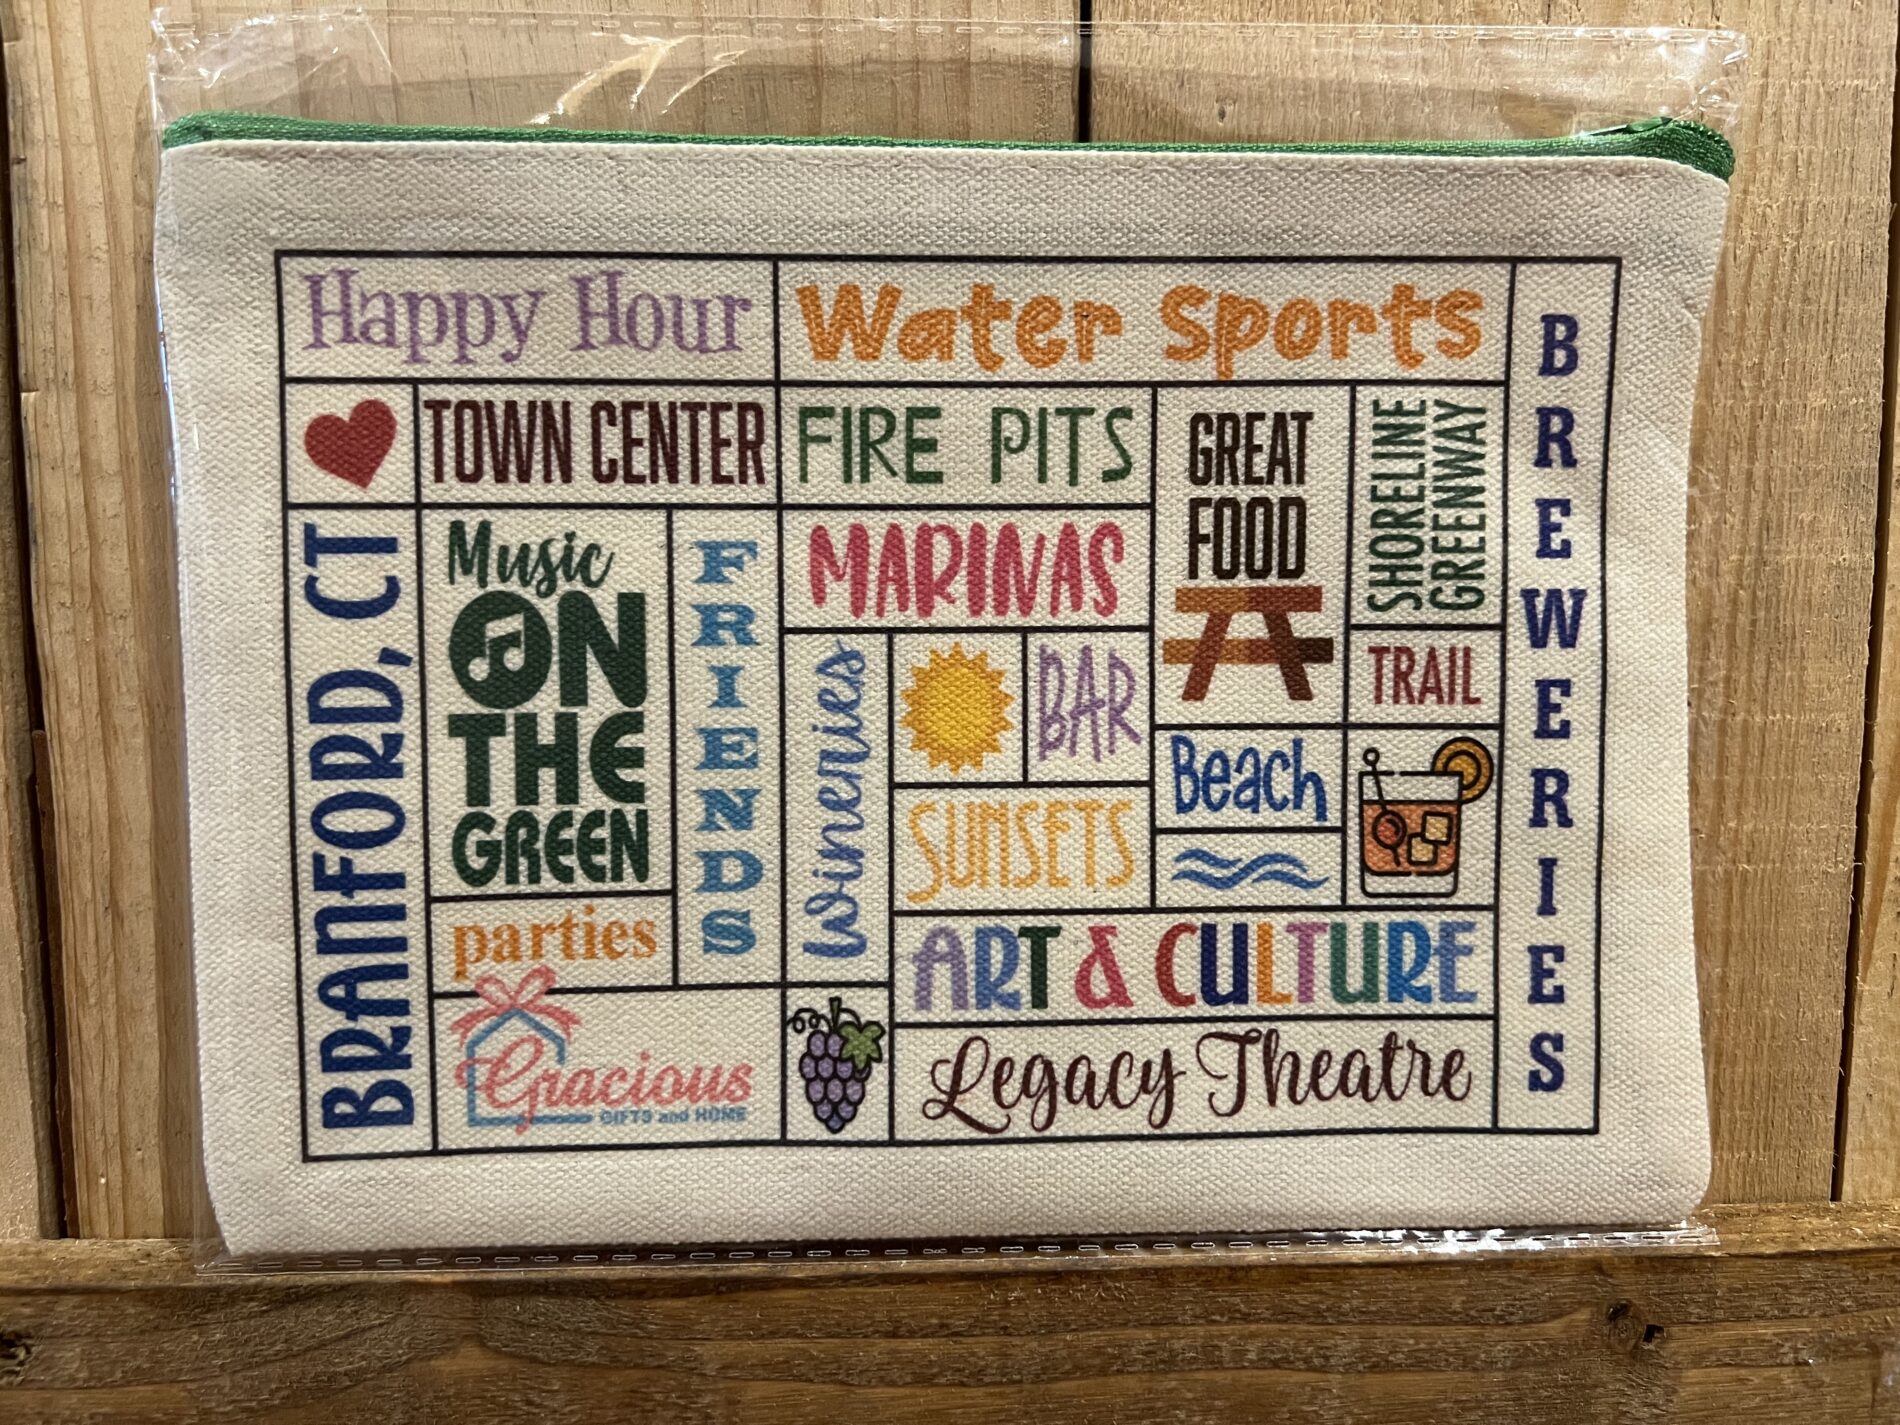 Happy Hour
Water Sports
BREWERIES
TOWN CENTER
FIRE PITS
GREAT
FOOD
SHORELINE
GREENWAY
BRANFORD, CT
Music
ON
THE
GREEN
FRIENDS
MARINAS
wineries
BAR
TRAIL
Beach
SUNSETS
parties
ART & CULTURE
Gracious
GIFTS and HOME
Legacy Theatre